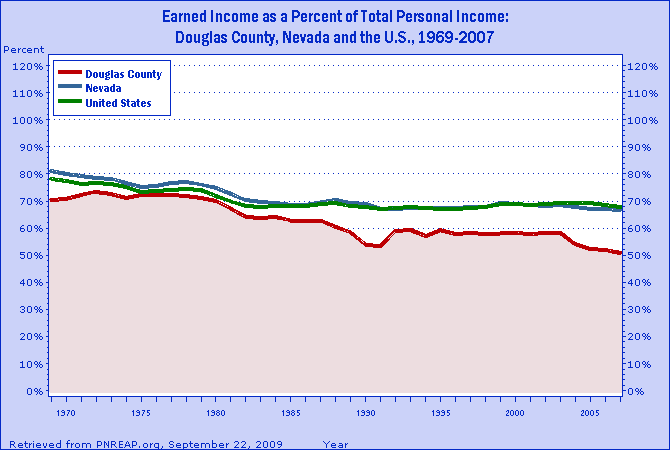 Earned Income as a Percent of Total Personal Income:
Douglas County, Nevada and the U.S., 1969-2007
Percent
Douglas County
Nevada
United States
120% 120%
110% 110%
100% 100%
90% 90%
80% 80%
70% 70%
60% 60%
50% 50%
40% 40%
30% 30%
20% 20%
10% 10%
0% 0%
1970 1975 1980 1985 1990 1995 2000 2005
Retrieved from PNREAP.org, September 22, 2009 Year